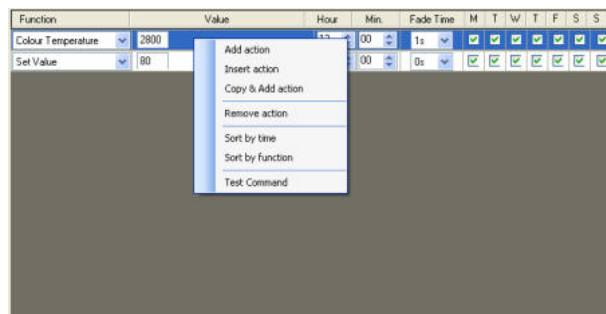 Function Value Hour Min. Fade Time M T W T F S S
Colour Temperature 2800 12 00 1s
Set Value 80 00 0s
Add action
Insert action
Copy & Add action
Remove action
Sort by time
Sort by function
Test Command